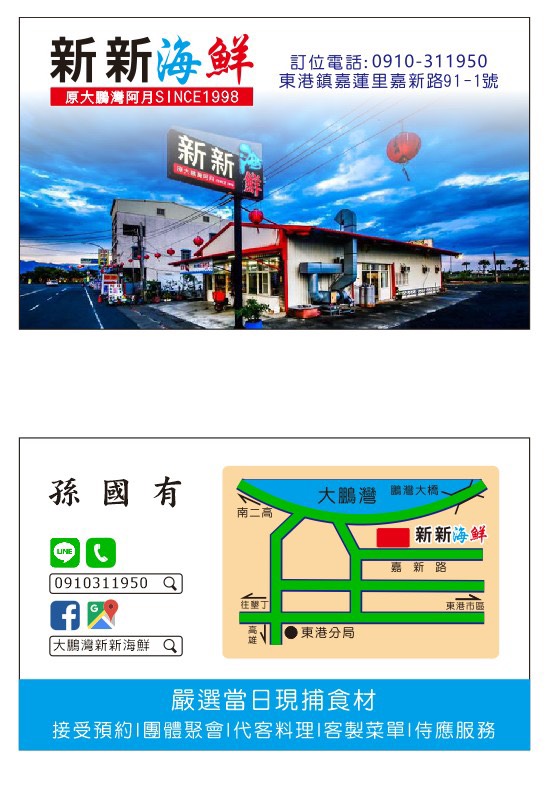 新新海鮮
原大鵬灣阿月SINCE1998
訂位電話:0910-311950
東港鎮嘉蓮里嘉新路91-1號
新新海鮮
原大鵬灣阿月 SINCE 1998
孫國有
LINE
0910311950
大鵬灣新新海鮮
大鵬灣
鵬灣大橋
南二高
新新海鮮
嘉新路
往墾丁
東港市區
高雄
東港分局
嚴選當日現捕食材
接受預約|團體聚會|代客料理|客製菜單|侍應服務